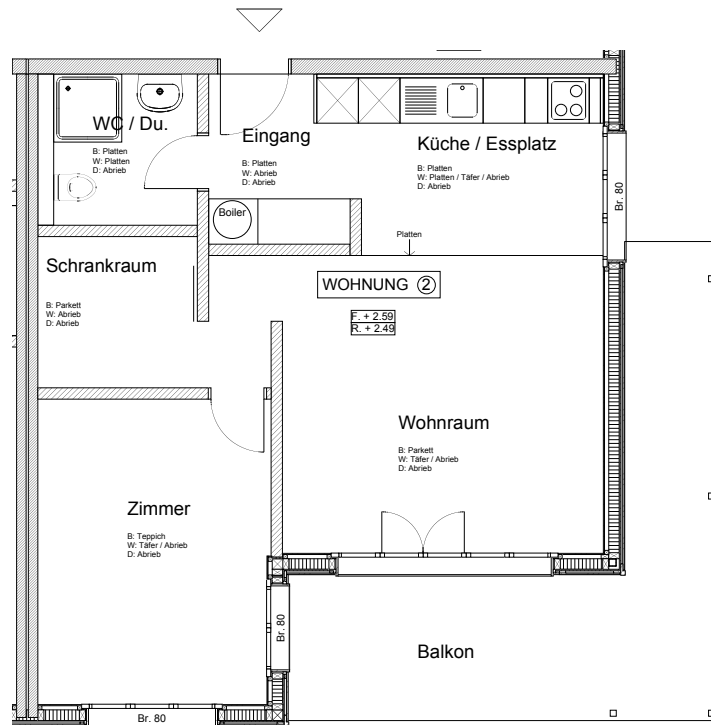 WC / Du.
B: Platten
W: Platten
D: Abrieb
Eingang
B: Platten
W: Abrieb
D: Abrieb
Küche / Essplatz
B: Platten
W: Platten / Täfer / Abrieb
D: Abrieb
Br. 80
Boiler
Platten
Schrankraum
B: Parkett
W: Abrieb
D: Abrieb
WOHNUNG 2
F. + 2.59
R. + 2.49
Wohnraum
B: Parkett
W: Täfer / Abrieb
D: Abrieb
Zimmer
B: Teppich
W: Täfer / Abrieb
D: Abrieb
Br. 80
Balkon
Br. 80